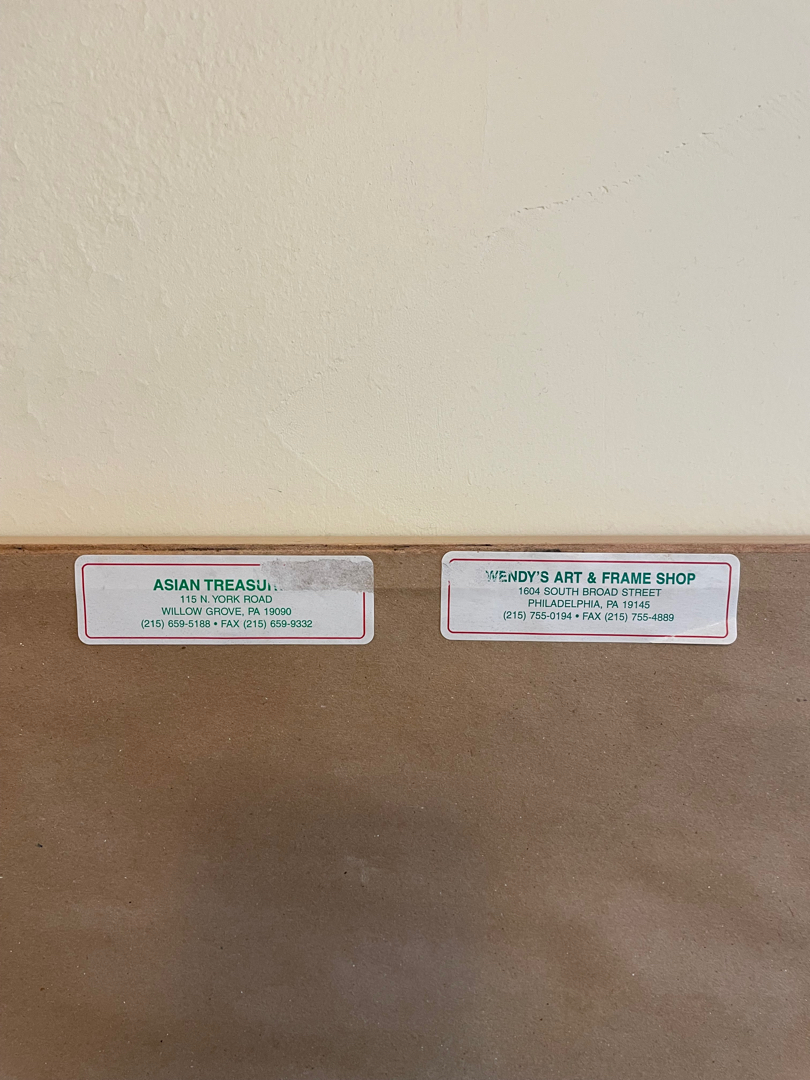 ASIAN
115 N. YORK ROAD
WILLOW GROVE, PA 19090
(215) 659-5188 • FAX (215) 659-9332
WENDY'S ART & FRAME SHOP
1604 SOUTH BROAD STREET
PHILADELPHIA, PA 19145
(215) 755-0194 • FAX (215) 755-4889